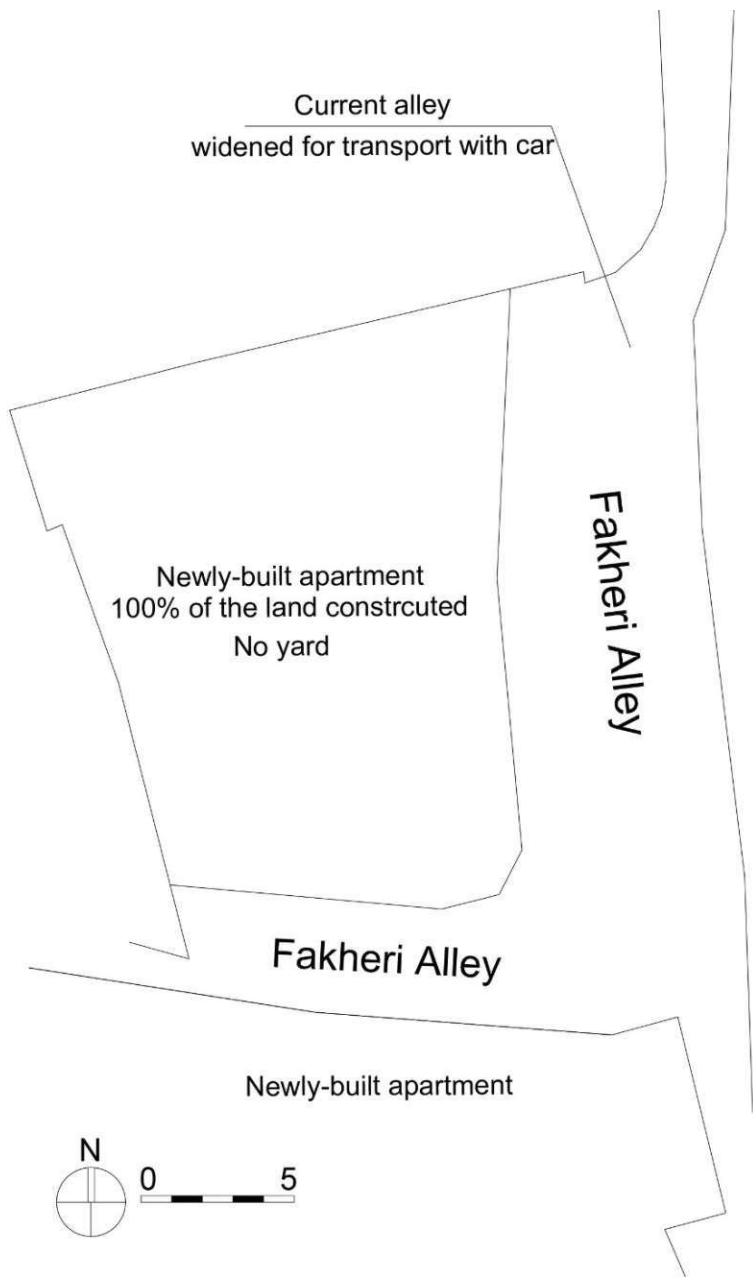 Current alley
widened for transport with car
Fakheri Alley
Newly-built apartment
100% of the land constrcuted
No yard
Fakheri Alley
Newly-built apartment
N
0 5